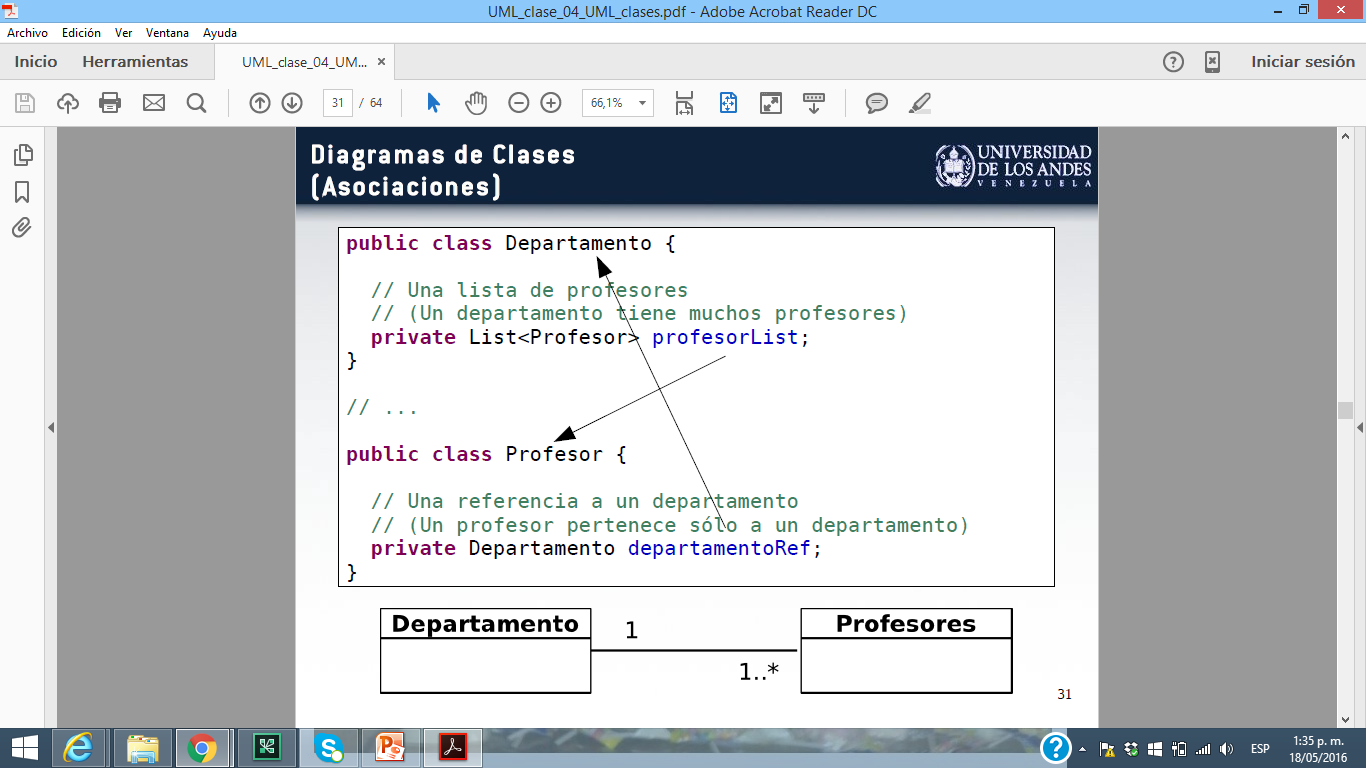 UML_clase_04_UML_clases.pdf - Adobe Acrobat Reader DC
Archivo Edición Ver Ventana Ayuda
Inicio Herramientas UML_clase_04_UM... × Iniciar sesión
31 / 64 66,1%
Diagramas de Clases
(Asociaciones)
UNIVERSIDAD
DE LOS ANDES
VENEZUELA
public class Departamento {
// Una lista de profesores
// (Un departamento tiene muchos profesores)
private List<Profesor> profesorList;
}
// ...
public class Profesor {
// Una referencia a un departamento
// (Un profesor pertenece sólo a un departamento)
private Departamento departamentoRef;
}
Departamento 1 Profesores
1..*
31
ESP
1:35 p. m.
18/05/2016